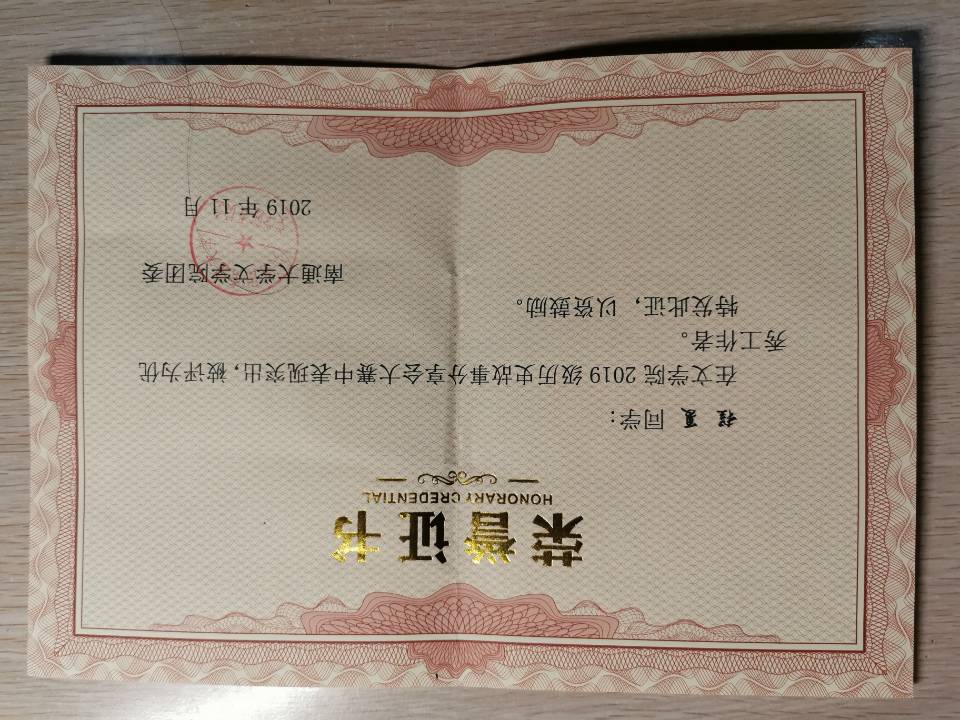 荣誉证书
HONORARY CREDENTIAL
程夏 同学：
在文学院 2019 级历史故事分享会大赛中表现突出，被评为优
秀工作者。
特发此证，以资鼓励。
南通大学文学院团委
2019 年 11 月